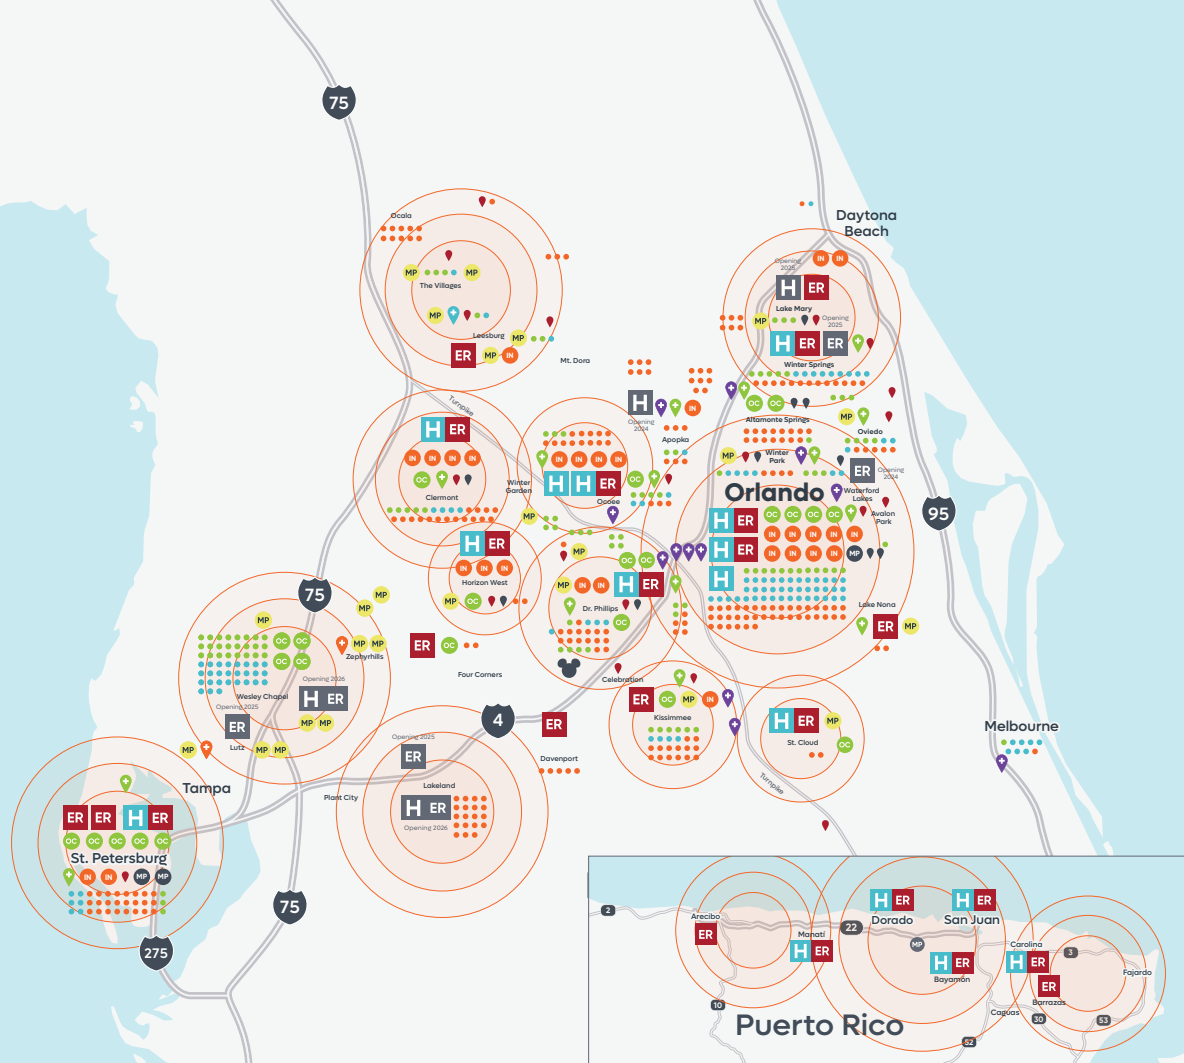 75
Daytona
Beach
Ocala
MP
MP
The Villages
MP
Leesburg
MP
ER
MP
IN
Mt. Dora
Opening
2025
IN
IN
H
ER
Lake Mary
MP
Opening
2025
H
ER
ER
Winter Springs
Turnpike
H
IN
Opening
2024
Apopka
OC
OC
Altamonte Springs
MP
Oviedo
H
ER
IN
IN
IN
IN
OC
Clermont
IN
IN
IN
IN
H
H
ER
Ocoee
OC
Winter
Garden
MP
MP
Winter
Park
ER
Opening
2024
Orlando
Waterford
Lakes
Avalon
Park
H
ER
OC
OC
OC
OC
IN
IN
IN
IN
IN
H
ER
IN
IN
IN
IN
MP
H
95
H
ER
IN
IN
IN
Horizon West
MP
OC
MP
OC
OC
MP
IN
IN
H
ER
Dr. Phillips
OC
Lake Nona
ER
MP
75
MP
MP
MP
OC
OC
OC
OC
MP
MP
Zephyrhills
Opening 2026
Wesley Chapel
H
ER
Opening 2025
ER
MP
MP
Lutz
MP
MP
MP
ER
OC
Four Corners
Celebration
ER
OC
MP
IN
Kissimmee
H
ER
MP
St. Cloud
OC
Melbourne
4
ER
Opening 2025
ER
Davenport
Turnpike
Lakeland
H
ER
Opening 2026
Plant City
Tampa
ER
ER
H
ER
OC
OC
OC
OC
OC
St. Petersburg
IN
IN
MP
MP
75
275
2
Arecibo
ER
Manatí
H
ER
22
H
ER
Dorado
H
ER
San Juan
MP
H
ER
Bayamón
Carolina
H
ER
3
Fajardo
ER
Barrazas
10
Puerto Rico
Caguas
30
53
52